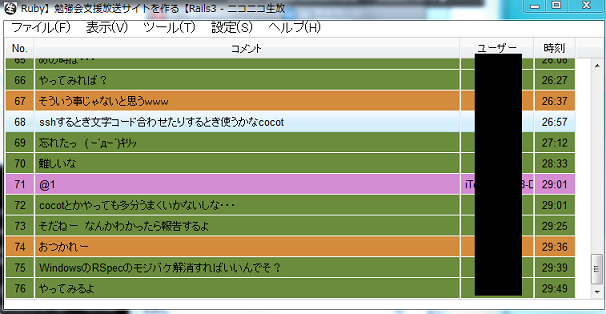 Ruby】勉強会支援放送サイトを作る【Rails3 - ニコニコ生放
ファイル(F) 表示(V) ツール(T) 設定(S) ヘルプ(H)
No. コメント ユーザー 時刻
65 あの時は・・・ 26:08
66 やってみれば？ 26:27
67 そういう事じゃないと思うwww 26:37
68 sshするとき文字コード合わせたりするとき使うかなcocot 26:57
69 忘れたっ （｀・д・´）ｷﾘｯ 27:12
70 難しいな 28:33
71 @1 29:01
72 cocotとかやっても多分うまくいかないしな・・・ 29:01
73 そだねー なんかわかったら報告するよ 29:25
74 おつかれー 29:36
75 WindowsのRSpecのモジバケ解消すればいいんでそ？ 29:39
76 やってみるよ 29:49